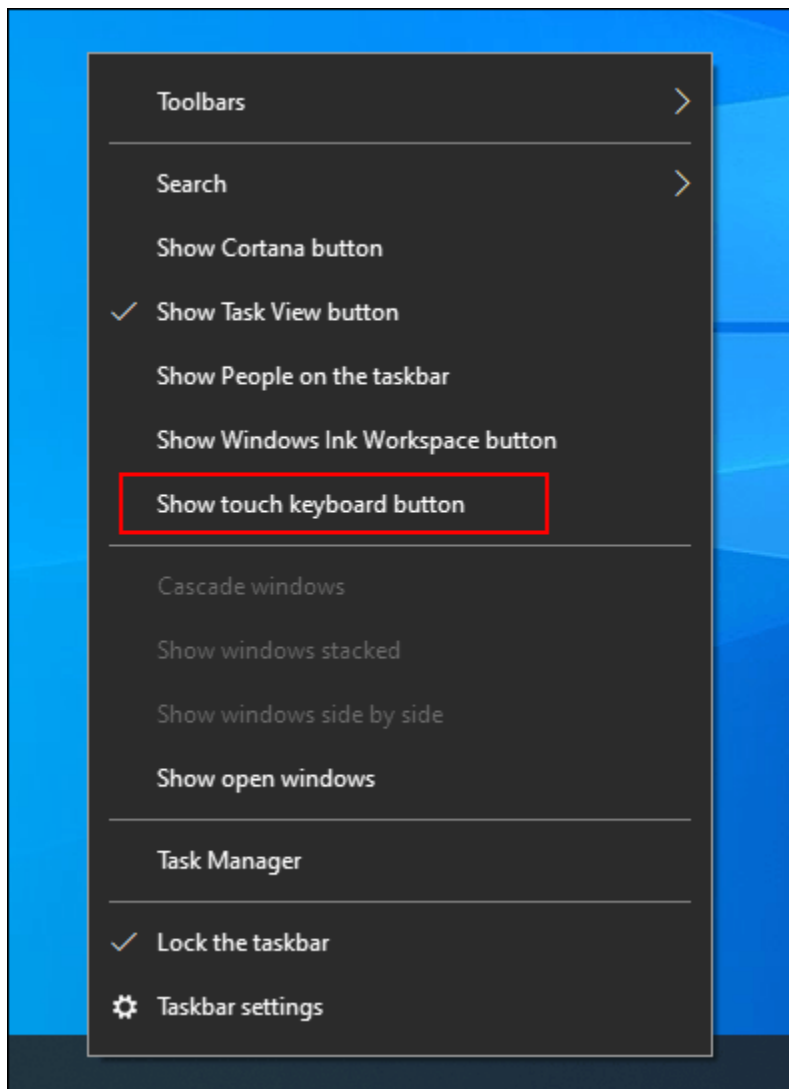 Toolbars
Search
Show Cortana button
Show Task View button
Show People on the taskbar
Show Windows Ink Workspace button
Show touch keyboard button
Cascade windows
Show windows stacked
Show windows side by side
Show open windows
Task Manager
Lock the taskbar
Taskbar settings